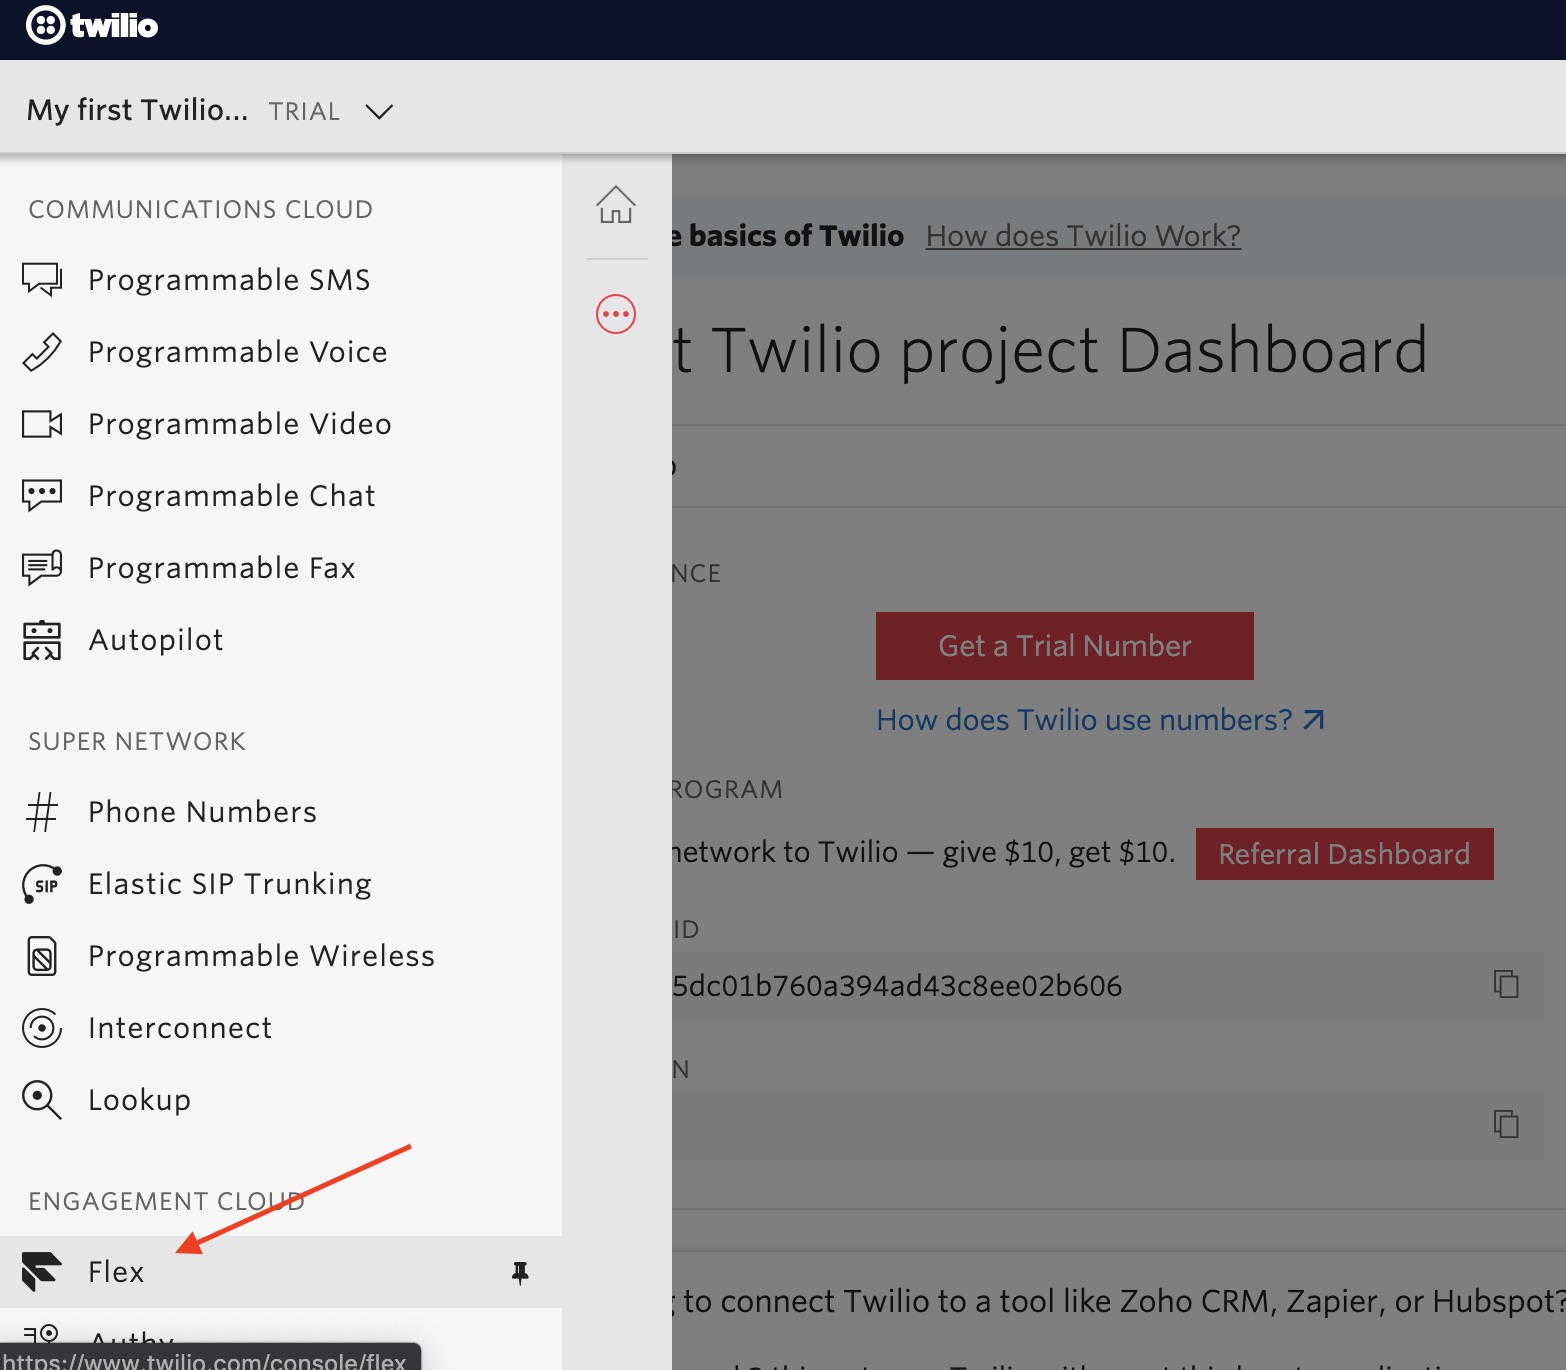 twilio
My first Twilio... TRIAL
COMMUNICATIONS CLOUD
Programmable SMS
Programmable Voice
Programmable Video
Programmable Chat
Programmable Fax
Autopilot
SUPER NETWORK
Phone Numbers
SIP Elastic SIP Trunking
Programmable Wireless
Interconnect
Lookup
ENGAGEMENT CLOUD
Flex
Authy
https://www.twilio.com/console/flex
e basics of Twilio How does Twilio Work?
t Twilio project Dashboard
NCE
Get a Trial Number
How does Twilio use numbers?
ROGRAM
network to Twilio — give $10, get $10. Referral Dashboard
ID
5dc01b760a394ad43c8ee02b606
N
to connect Twilio to a tool like Zoho CRM, Zapier, or Hubspot?